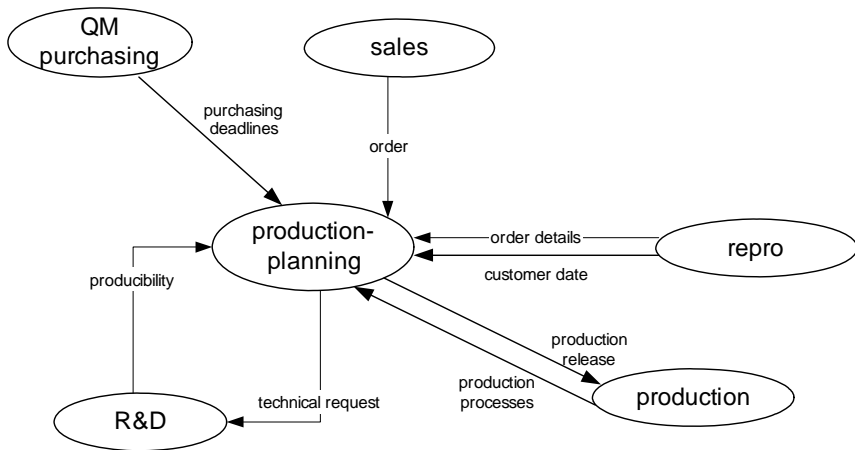 QM
purchasing
sales
purchasing
deadlines
order
production-
planning
order details
customer date
repro
producibility
production
release
production
processes
production
technical request
R&D